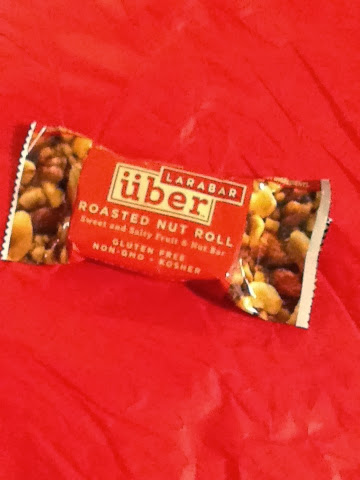 LARABAR
über
ROASTED NUT ROLL
Sweet and Salty Fruit & Nut Bar
GLUTEN FREE
NON-GMO • KOSHER